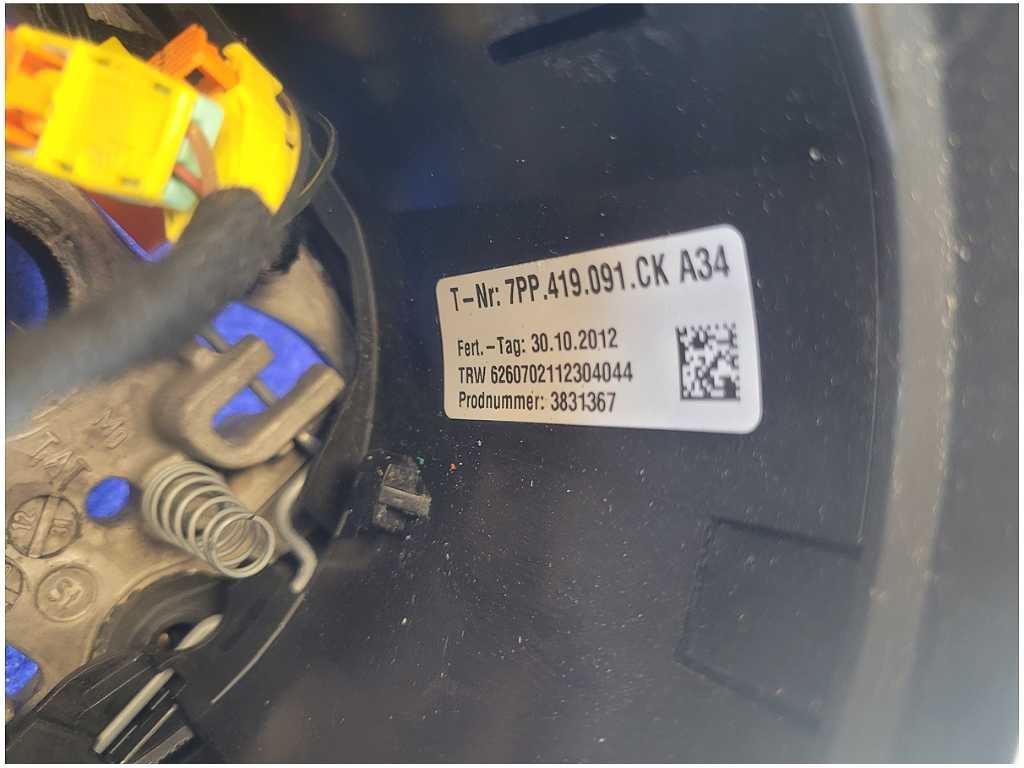 T-Nr: 7PP.419.091.CK A34
Fert.-Tag: 30.10.2012
TRW 6260702112304044
Prodnummer: 3831367